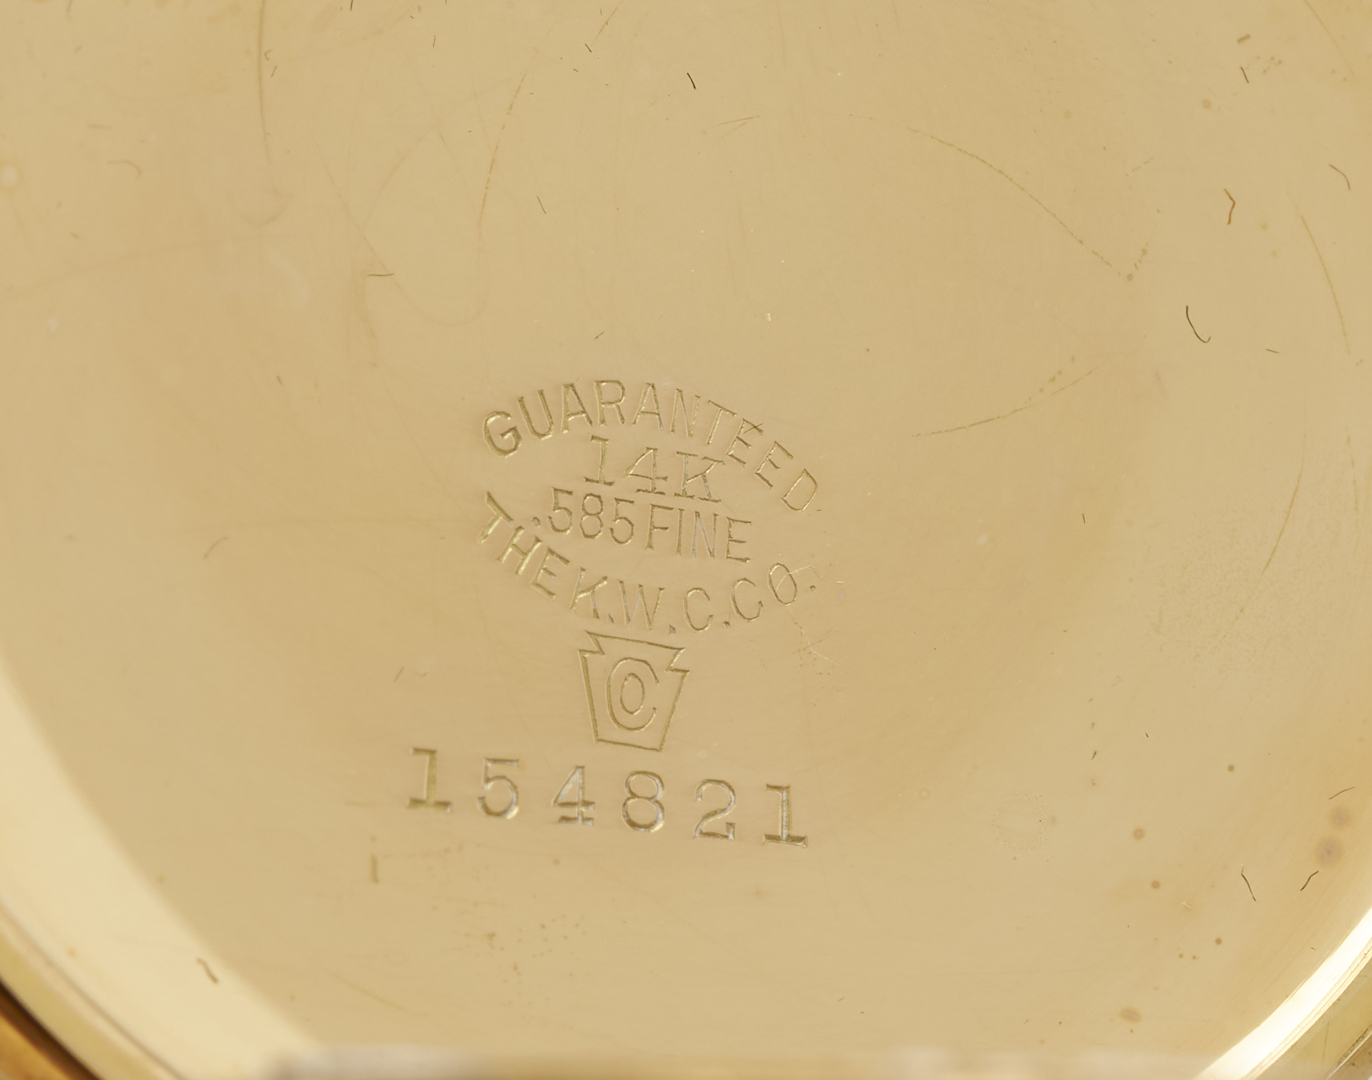 GUARANTEED
14K
.585 FINE
THE K.W.C.CO.
C
154821